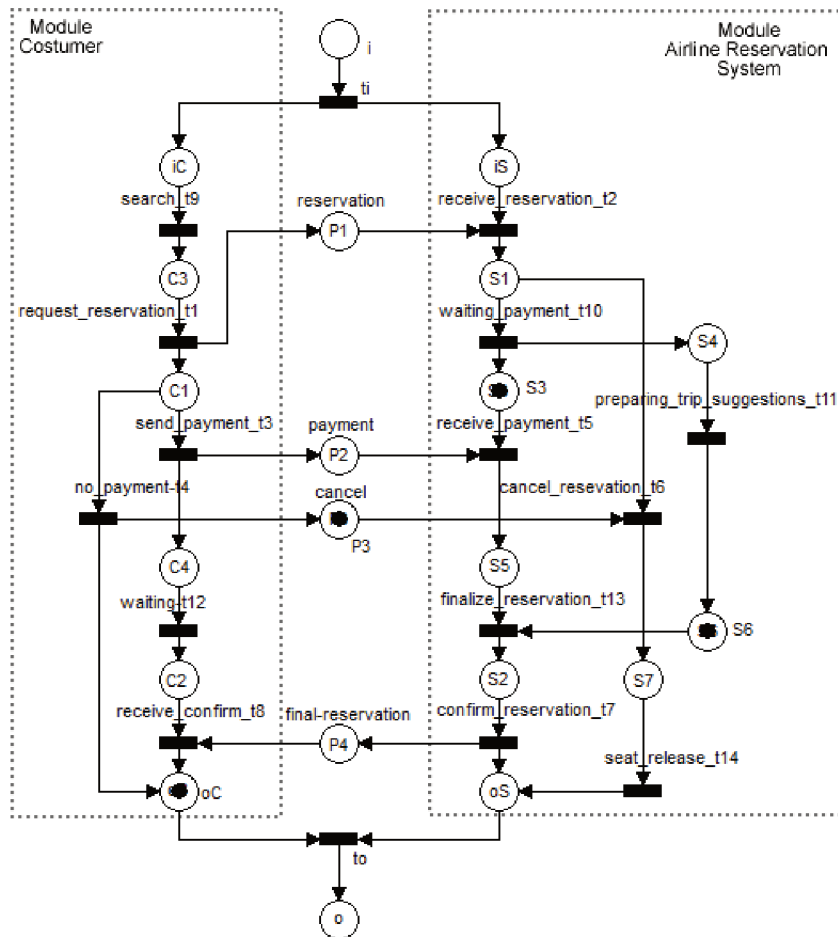 Module
Costumer
Module
Airline Reservation
System
i
ti
iC
iS
search_t9
reservation
receive_reservation_t2
P1
C3
S1
request_reservation_t1
waiting_payment_t10
S4
C1
S3
preparing_trip_suggestions_t11
send_payment_t3
payment
receive_payment_t5
P2
no_payment-t4
cancel
cancel_resevation_t6
P3
C4
S5
waiting-t12
finalize_reservation_t13
S6
C2
S2
S7
receive_confirm_t8
final-reservation
confirm_reservation_t7
P4
seat_release_t14
oC
oS
to
o